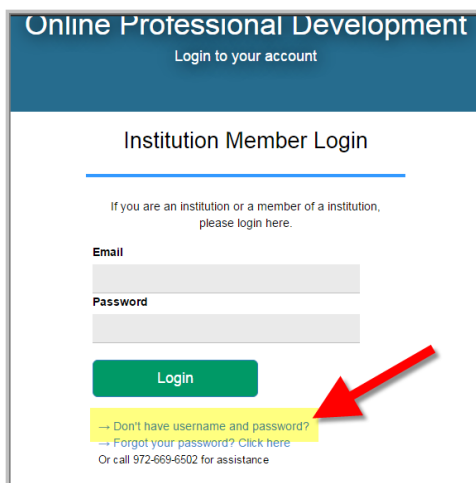 Online Professional Development
Login to your account
Institution Member Login
If you are an institution or a member of a institution,
please login here.
Email
Password
Login
→ Don't have username and password?
→ Forgot your password? Click here
Or call 972-669-6502 for assistance